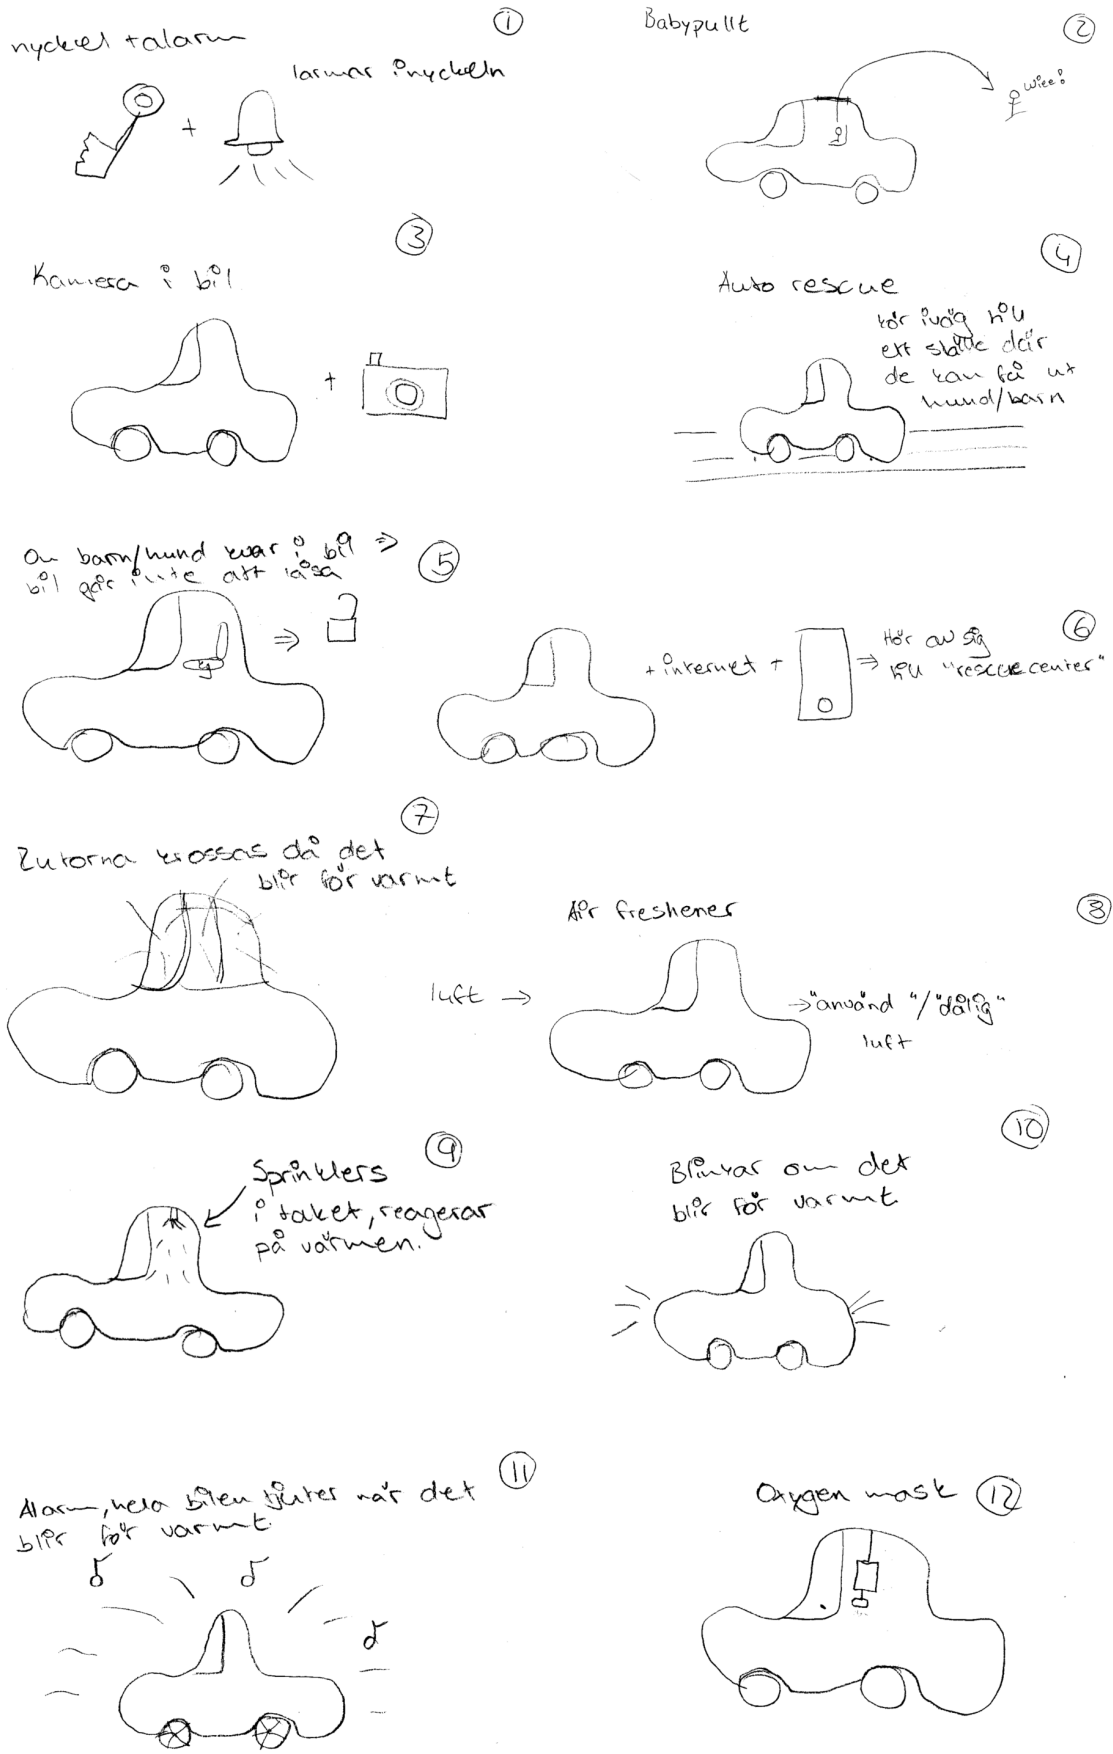 ①
nyckel + alarm
larmar i nyckeln
+
②
Babypullt
Wiee!
③
Kamera i bil
+
④
Auto rescue
kör iväg till
ett ställe där
de kan få ut
hund/barn
⑤
Om barn/hund kvar i bil ⇒
bil går inte att låsa
⇒
⑥
+ internet +
⇒ Hör av sig
till "rescuecenter"
⑦
Rutorna krossas då det
blir för varmt
⑧
Air freshener
luft →
→ "använd"/"dålig"
luft
⑨
Sprinklers
i taket, reagerar
på värmen.
⑩
Blinkar om det
blir för varmt
⑪
Alarm, hela bilen tjuter när det
blir för varmt.
Oxygen mask ⑫